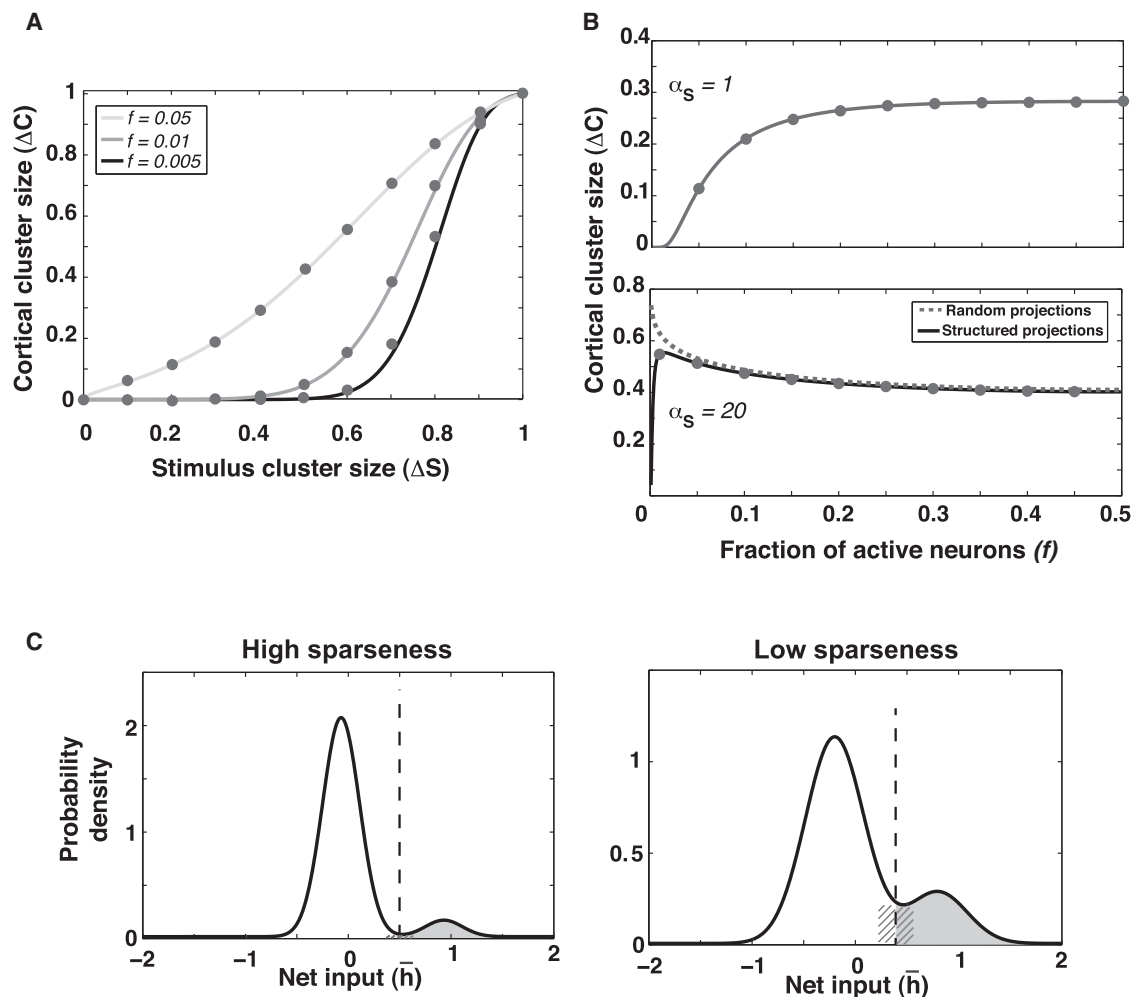 A
Cortical cluster size (ΔC)
1
0.8
0.6
0.4
0.2
0
f = 0.05
f = 0.01
f = 0.005
0 0.2 0.4 0.6 0.8 1
Stimulus cluster size (ΔS)
B
Cortical cluster size (ΔC)
0.4
0.3
0.2
0.1
0
αS = 1
0.8
0.6
0.4
0.2
Random projections
Structured projections
αS = 20
0 0.1 0.2 0.3 0.4 0.5
Fraction of active neurons (f)
C
High sparseness
Probability
density
2
1
0
−2 −1 0 1 2
Net input (h̄)
Low sparseness
1
0.5
0
−2 −1 0 1 2
Net input (h̄)